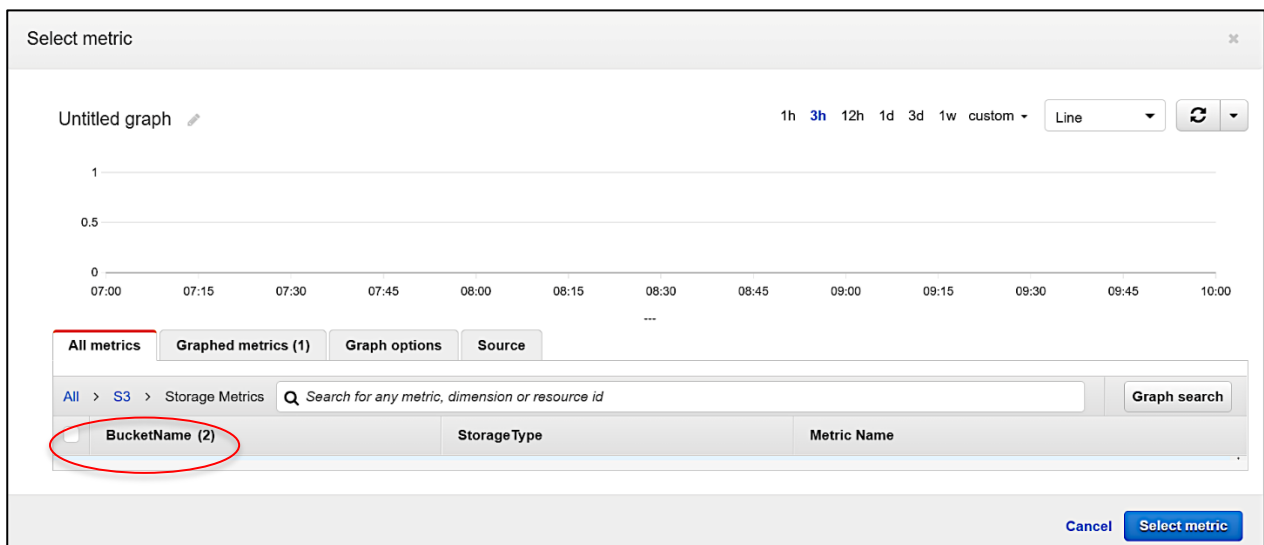 Select metric ×
Untitled graph 1h 3h 12h 1d 3d 1w custom Line
1
0.5
0
07:00 07:15 07:30 07:45 08:00 08:15 08:30 08:45 09:00 09:15 09:30 09:45 10:00
---
All metrics Graphed metrics (1) Graph options Source
All > S3 > Storage Metrics Search for any metric, dimension or resource id Graph search
BucketName (2) StorageType Metric Name
Cancel Select metric